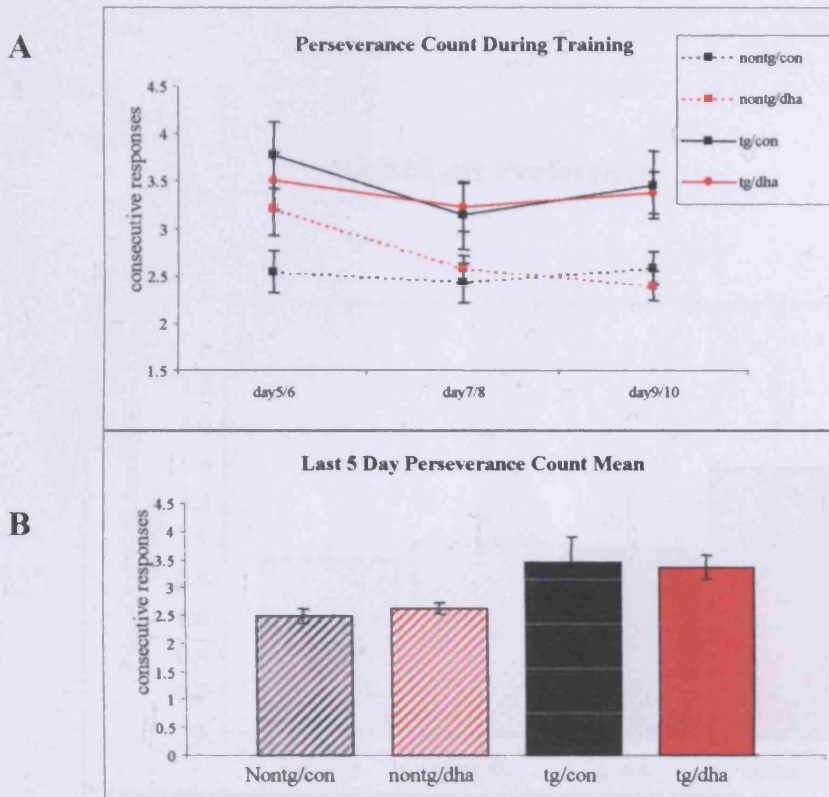 A
Perseverance Count During Training
nontg/con
nontg/dha
tg/con
tg/dha
consecutive responses
4.5
4
3.5
3
2.5
2
1.5
day5/6
day7/8
day9/10
B
Last 5 Day Perseverance Count Mean
consecutive responses
4.5
4
3.5
3
2.5
2
1.5
1
0.5
0
Nontg/con
nontg/dha
tg/con
tg/dha